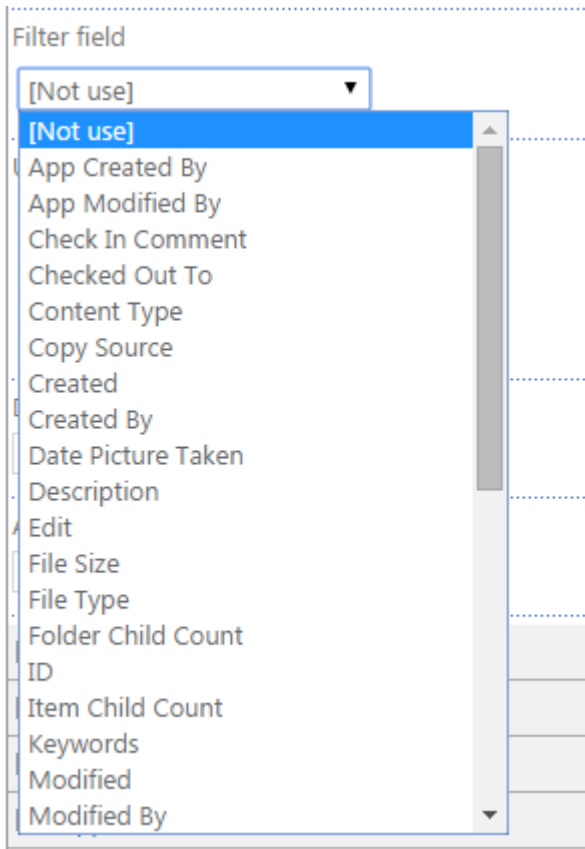 Filter field
[Not use]
[Not use]
App Created By
App Modified By
Check In Comment
Checked Out To
Content Type
Copy Source
Created
Created By
Date Picture Taken
Description
Edit
File Size
File Type
Folder Child Count
ID
Item Child Count
Keywords
Modified
Modified By